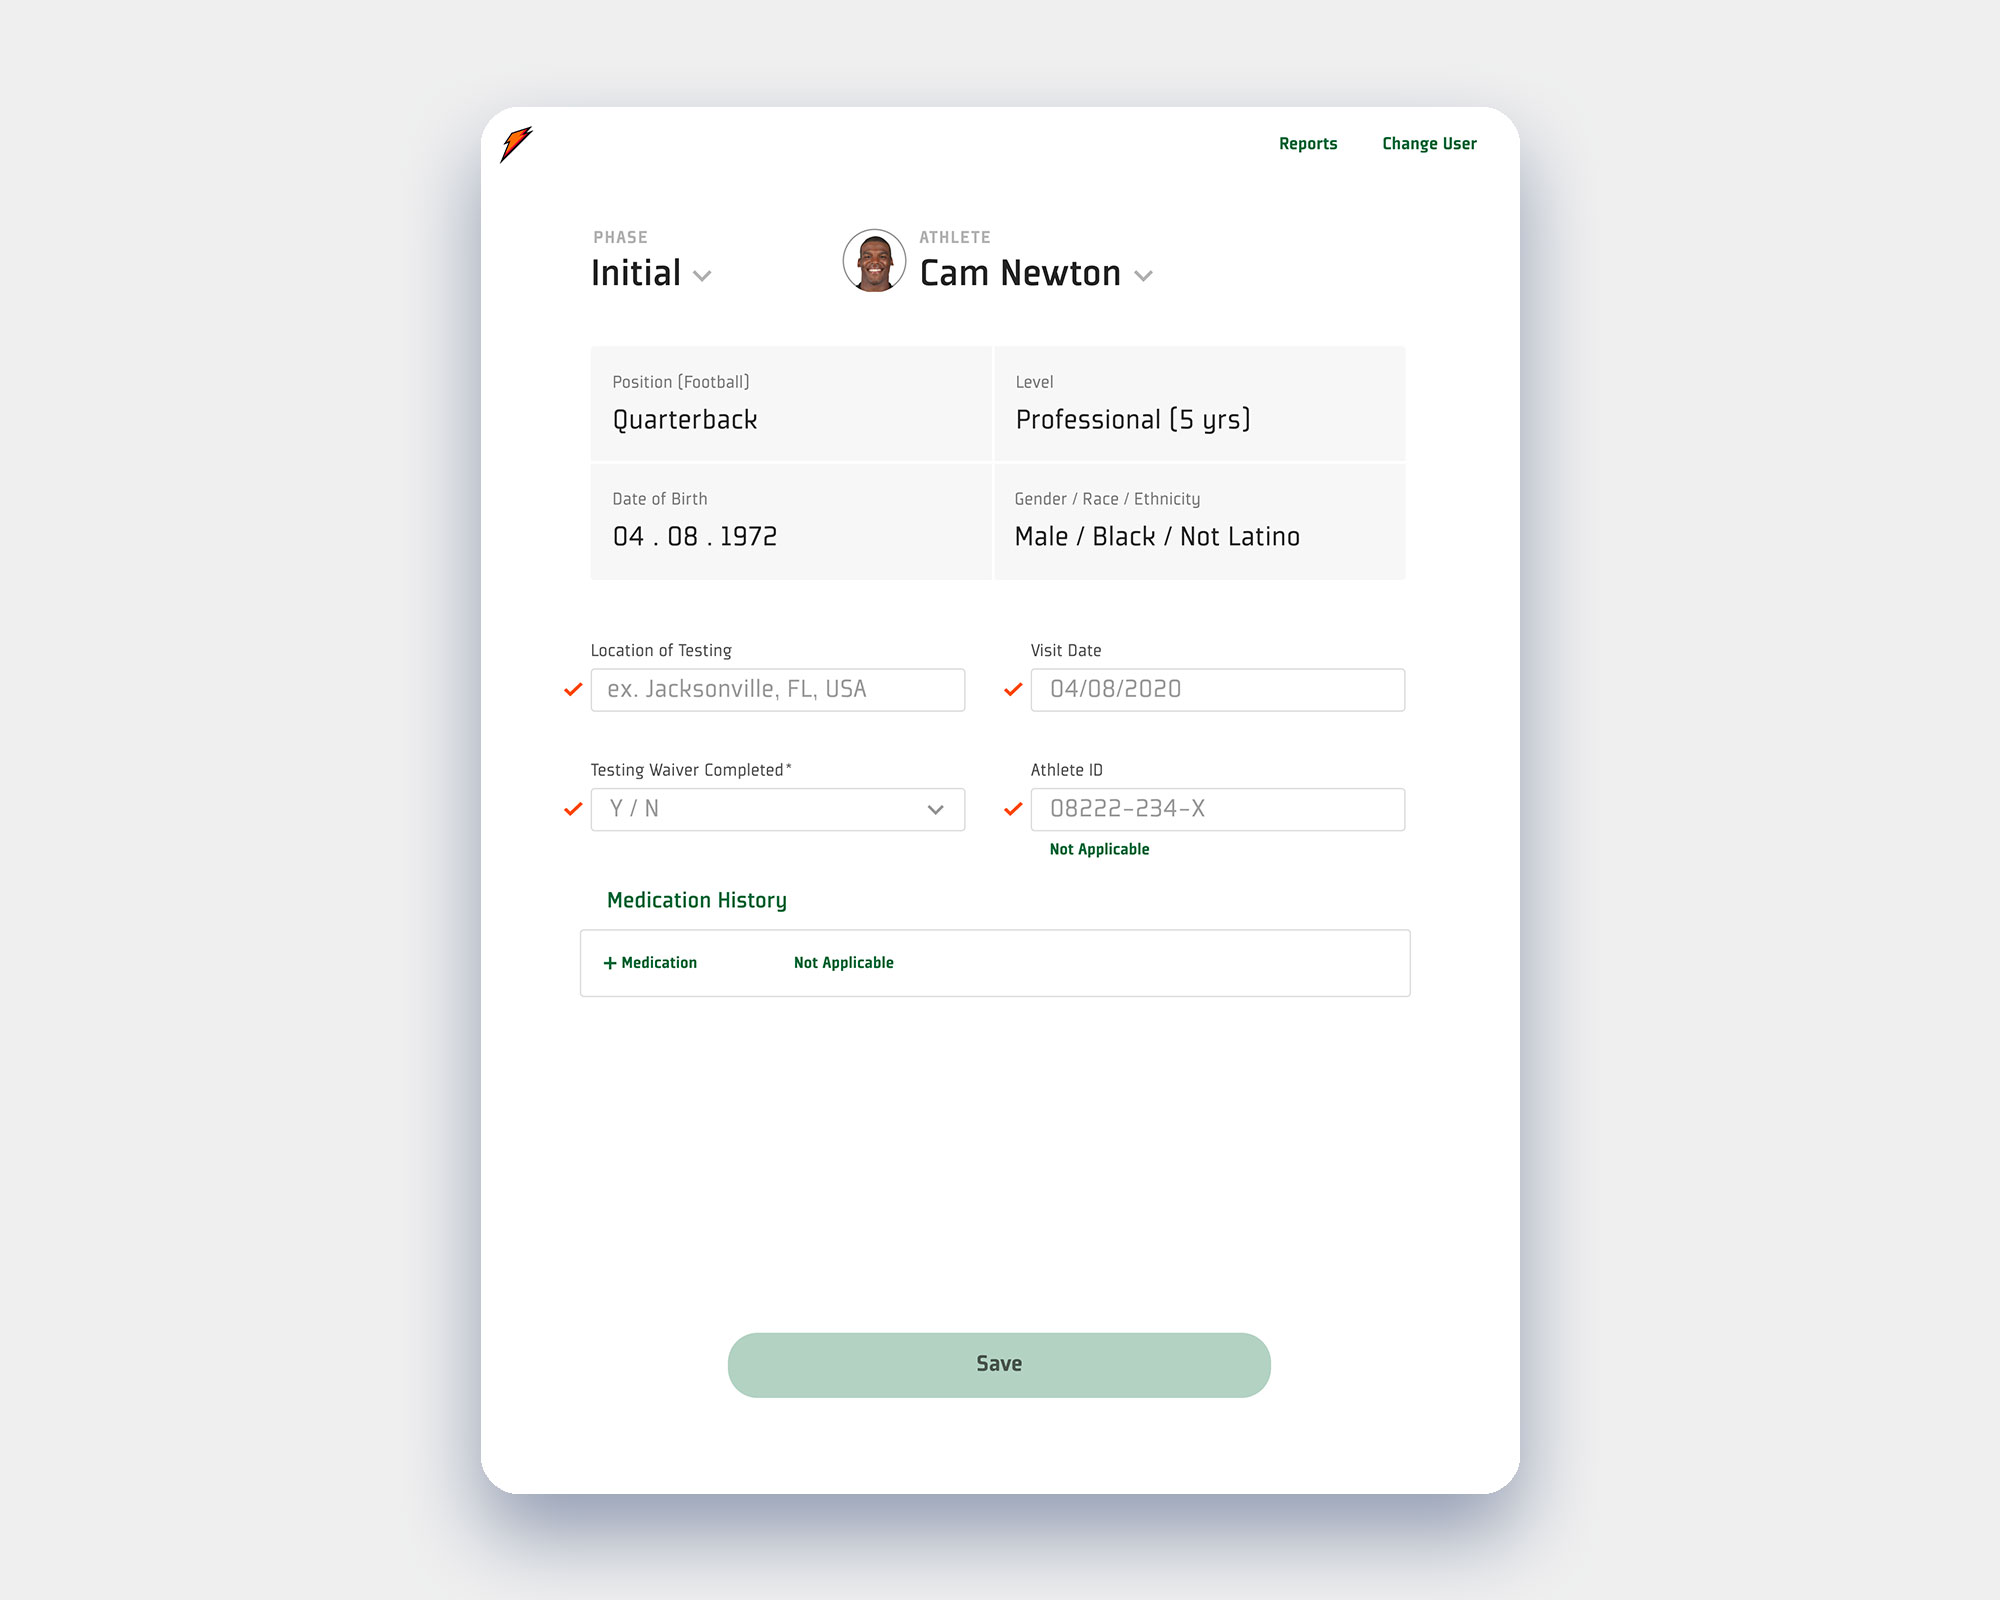 Reports Change User
PHASE
Initial
ATHLETE
Cam Newton
Position (Football)
Quarterback
Level
Professional (5 yrs)
Date of Birth
04 . 08 . 1972
Gender / Race / Ethnicity
Male / Black / Not Latino
Location of Testing
ex. Jacksonville, FL, USA
Visit Date
04/08/2020
Testing Waiver Completed*
Y / N
Athlete ID
08222-234-X
Not Applicable
Medication History
+ Medication
Not Applicable
Save